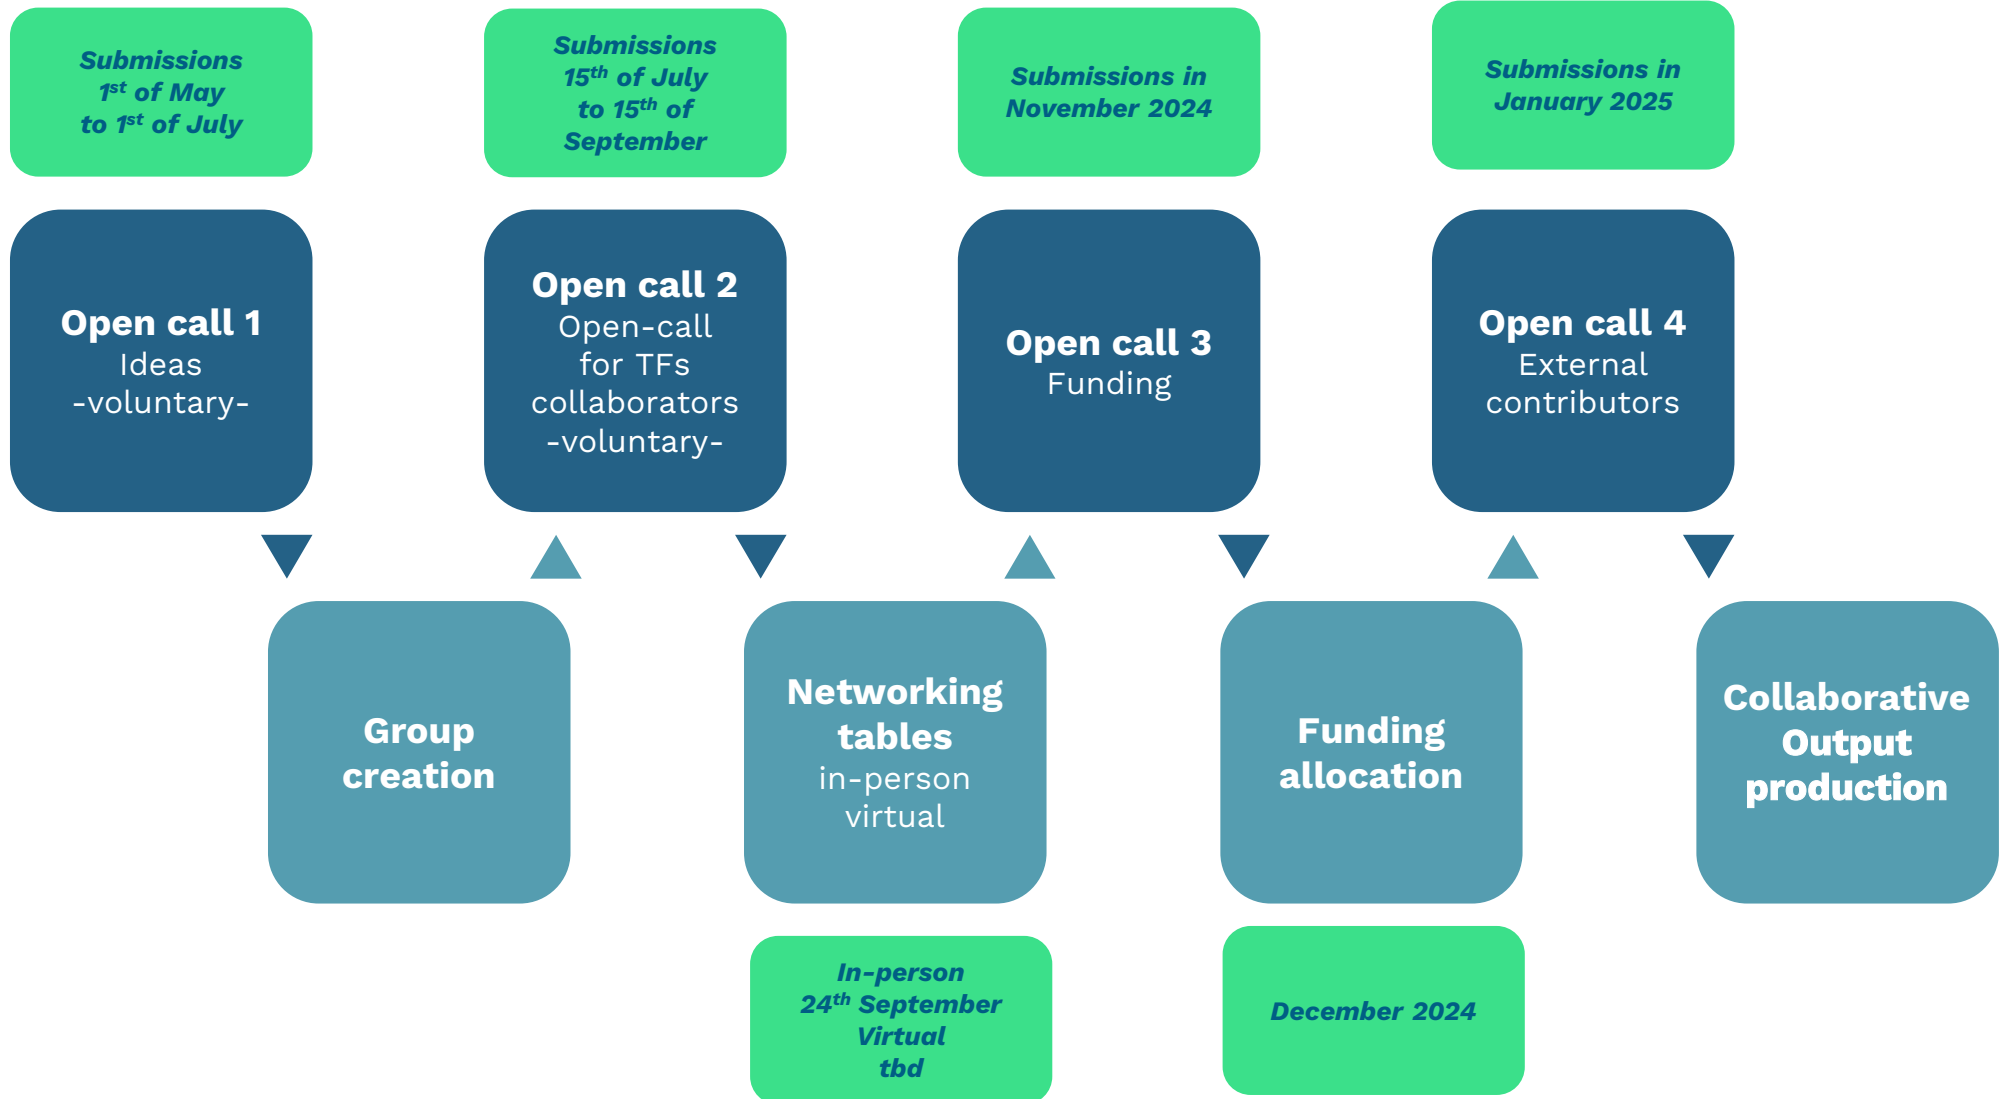 Submissions
1st of May
to 1st of July
Submissions
15th of July
to 15th of
September
Submissions in
November 2024
Submissions in
January 2025
Open call 1
Ideas
-voluntary-
Open call 2
Open-call
for TFs
collaborators
-voluntary-
Open call 3
Funding
Open call 4
External
contributors
Group
creation
Networking
tables
in-person
virtual
Funding
allocation
Collaborative
Output
production
In-person
24th September
Virtual
tbd
December 2024